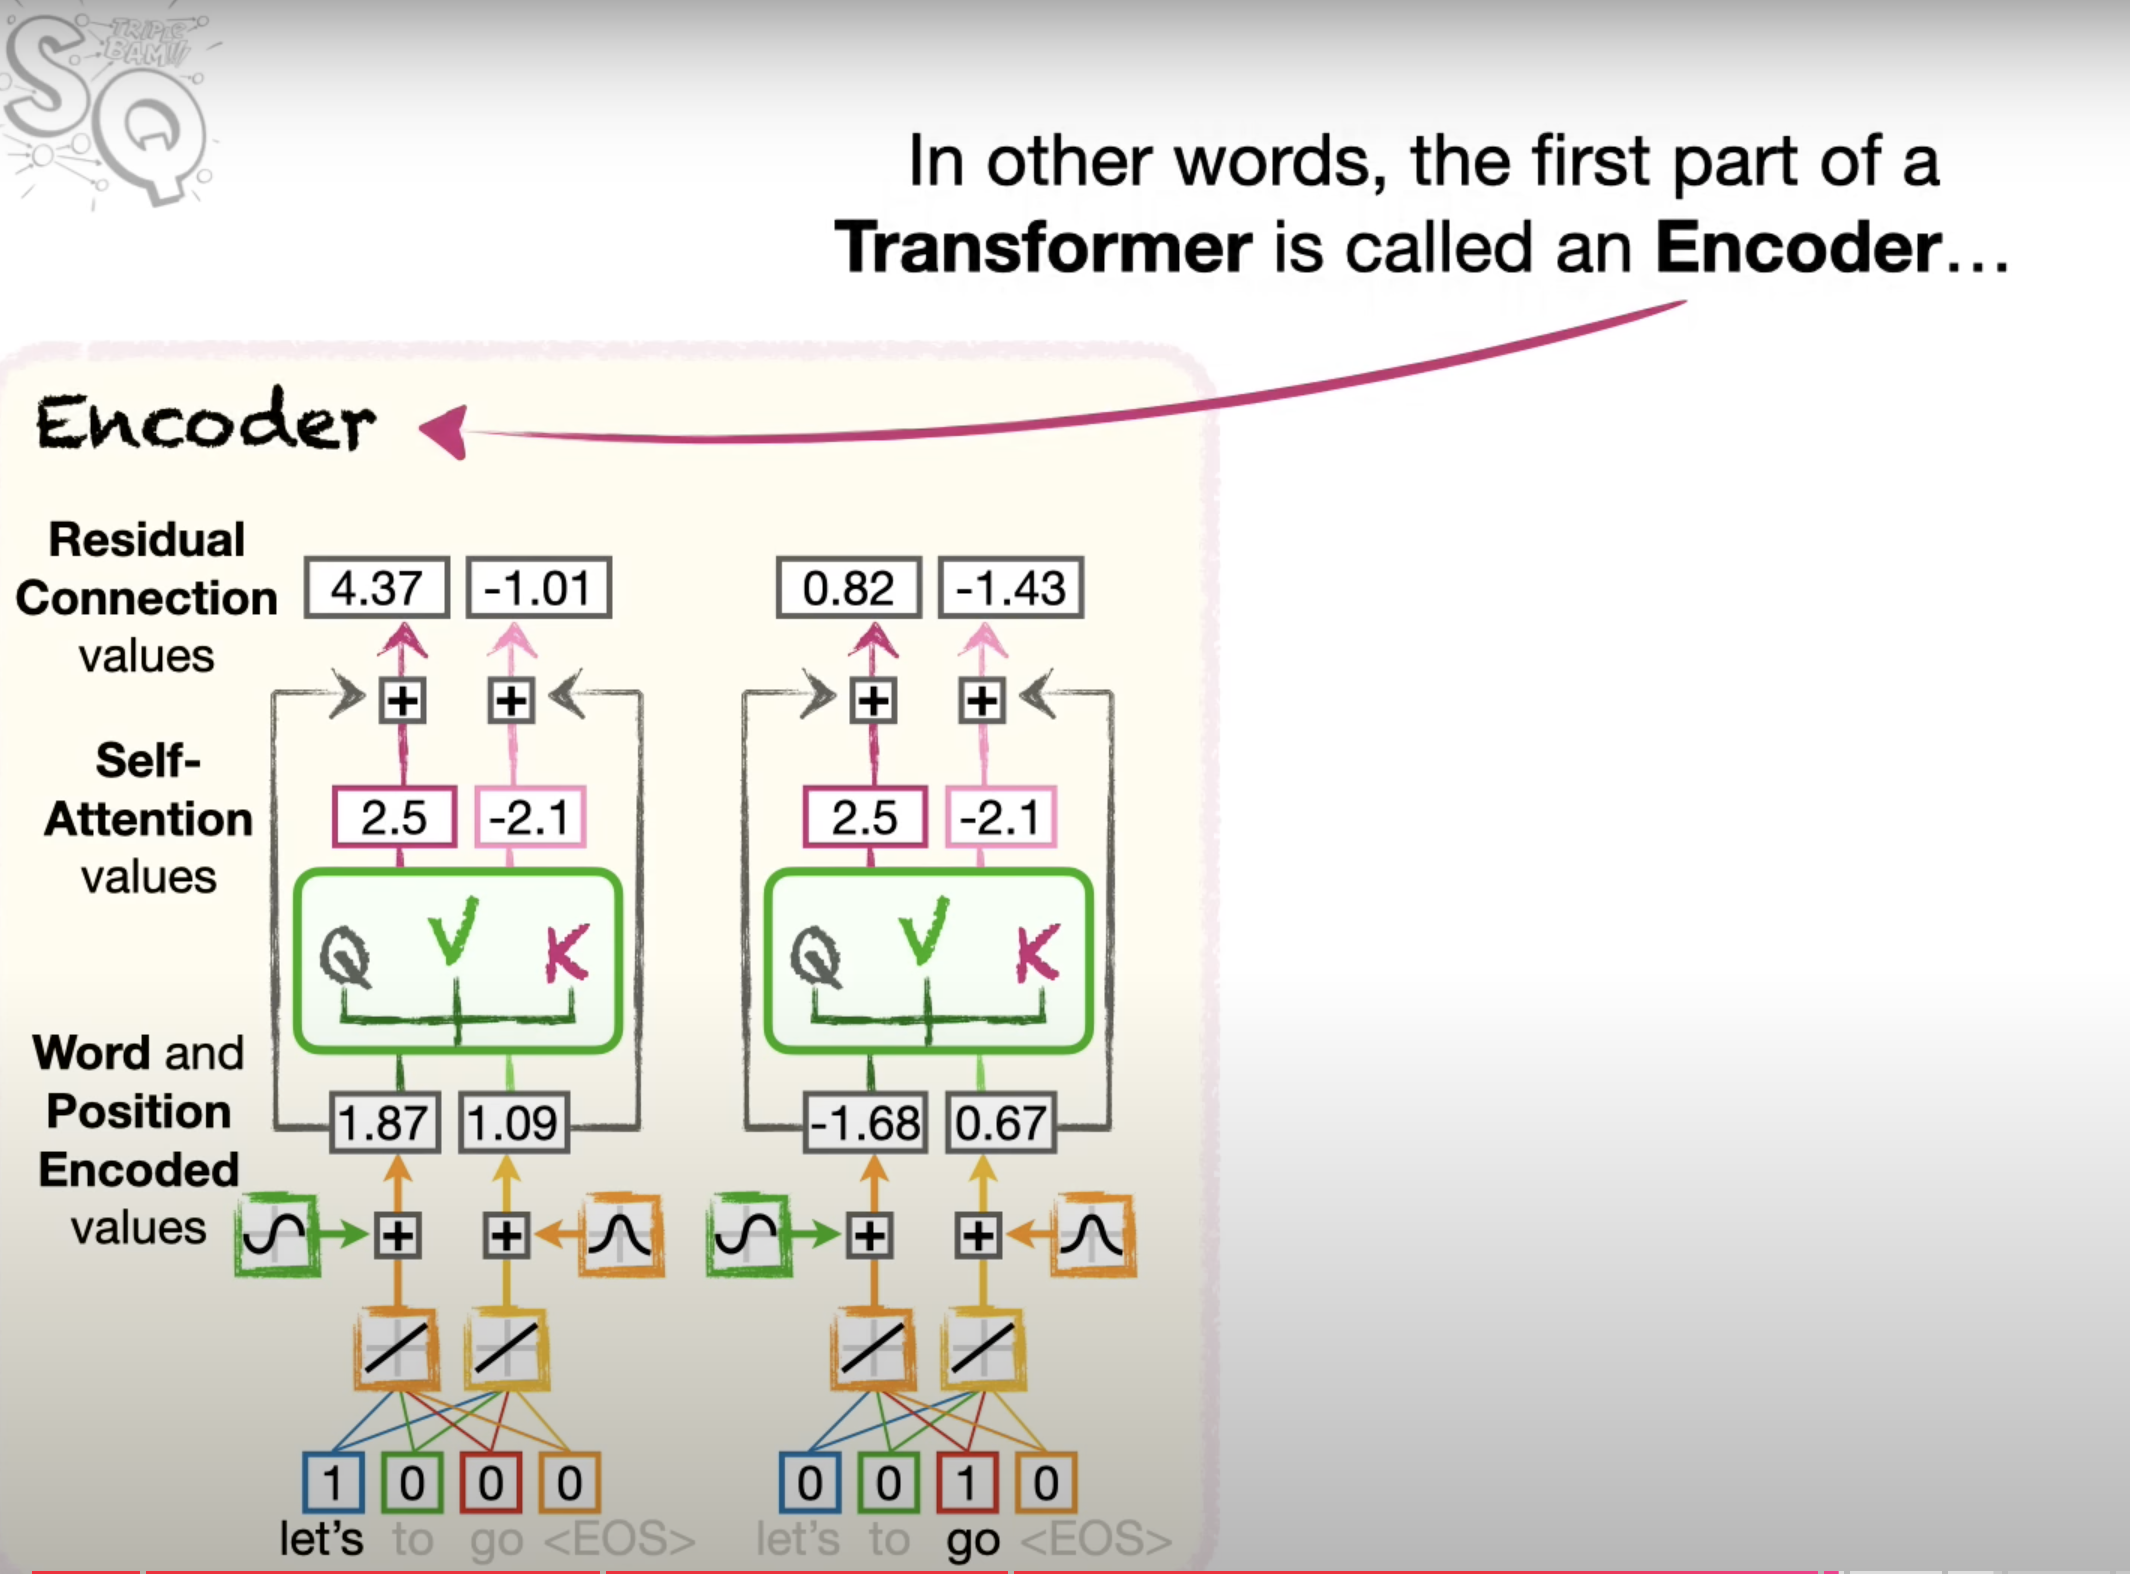 SQ
TRIPLE
BAM!!!
In other words, the first part of a
Transformer is called an Encoder...
Encoder
Residual
Connection
values
4.37 -1.01 0.82 -1.43
+ + + +
Self-
Attention
values
2.5 -2.1 2.5 -2.1
Q V K Q V K
Word and
Position
Encoded
values
1.87 1.09 -1.68 0.67
+ + + +
1 0 0 0 0 0 1 0
let's to go <EOS> let's to go <EOS>